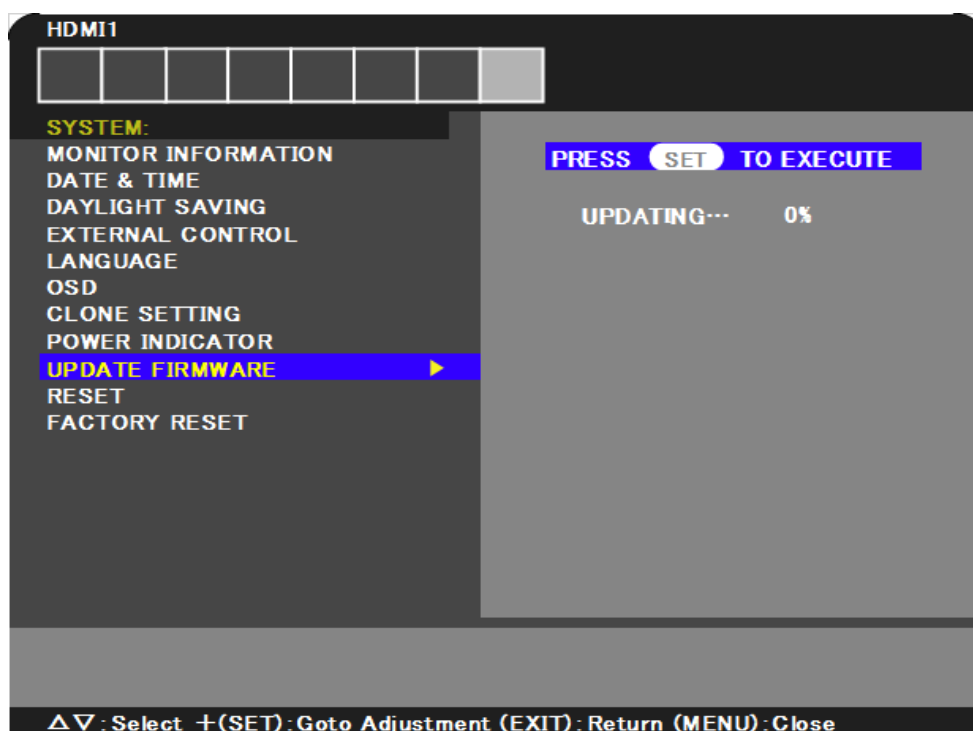 HDMI1
SYSTEM:
MONITOR INFORMATION
DATE & TIME
DAYLIGHT SAVING
EXTERNAL CONTROL
LANGUAGE
OSD
CLONE SETTING
POWER INDICATOR
UPDATE FIRMWARE ▶
RESET
FACTORY RESET
PRESS SET TO EXECUTE
UPDATING··· 0%
△▽:Select +(SET):Goto Adjustment (EXIT):Return (MENU):Close